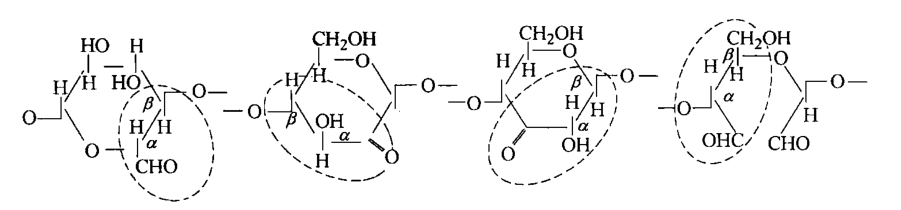 HO H
H HO
H β O
O H H
O α
CHO
CH₂OH
H H O
O β O
OH α H
H O
CH₂OH
H H O
O β O
H H
α
O OH
CH₂OH
β O
H H
O α O
H
OHC CHO